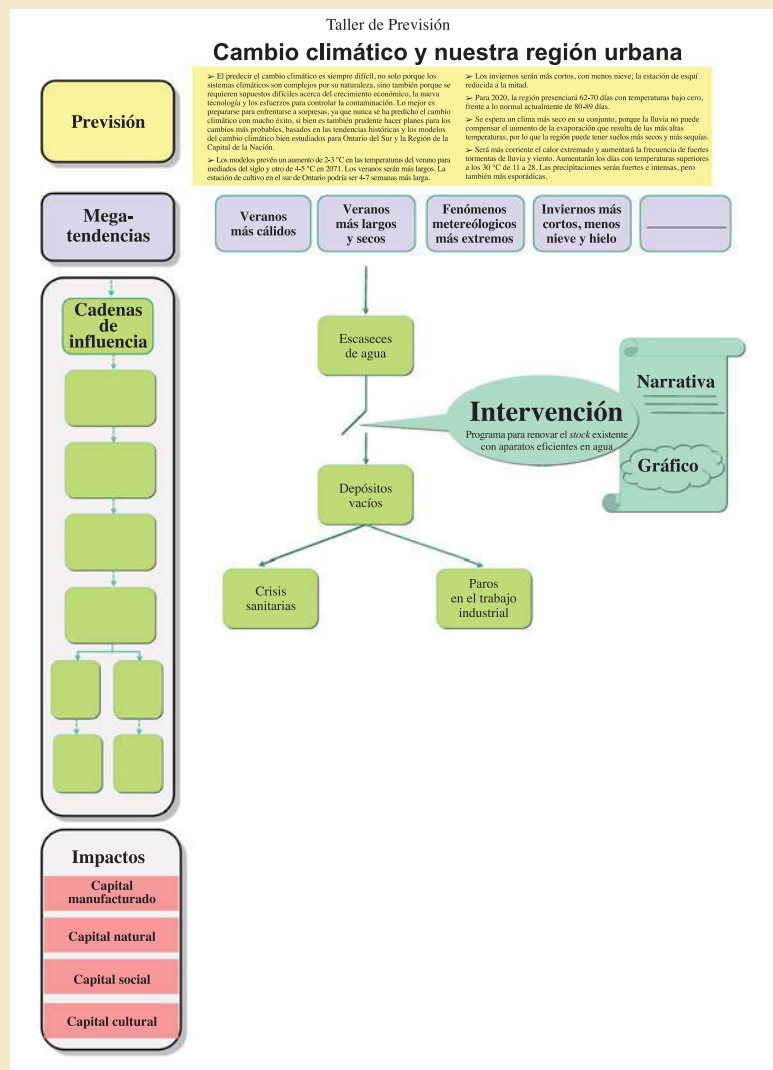 Taller de Previsión
Cambio climático y nuestra región urbana
Previsión
➢ El predecir el cambio climático es siempre difícil, no solo porque los
sistemas climáticos son complejos por su naturaleza, sino también porque se
requieren supuestos difíciles acerca del crecimiento económico, la nueva
tecnología y los esfuerzos para controlar la contaminación. Lo mejor es
prepararse para enfrentarse a sorpresas, ya que nunca se ha predicho el cambio
climático con mucho éxito, si bien es también prudente hacer planes para los
cambios más probables, basados en las tendencias históricas y los modelos
del cambio climático bien estudiados para Ontario del Sur y la Región de la
Capital de la Nación.
➢ Los modelos prevén un aumento de 2-3 °C en las temperaturas del verano para
mediados del siglo y otro de 4-5 °C en 2071. Los veranos serán más largos. La
estación de cultivo en el sur de Ontario podría ser 4-7 semanas más larga.
➢ Los inviernos serán más cortos, con menos nieve; la estación de esquí
reducida a la mitad.
➢ Para 2020, la región presenciará 62-70 días con temperaturas bajo cero,
frente a lo normal actualmente de 80-89 días.
➢ Se espera un clima más seco en su conjunto, porque la lluvia no puede
compensar el aumento de la evaporación que resulta de las más altas
temperaturas, por lo que la región puede tener suelos más secos y más sequías.
➢ Será más corriente el calor extremado y aumentará la frecuencia de fuertes
tormentas de lluvia y viento. Aumentarán los días con temperaturas superiores
a los 30 °C de 11 a 28. Las precipitaciones serán fuertes e intensas, pero
también más esporádicas.
Mega-
tendencias
Veranos
más cálidos
Veranos
más largos
y secos
Fenómenos
metereólogicos
más extremos
Inviernos más
cortos, menos
nieve y hielo
Cadenas
de
influencia
Escaseces
de agua
Intervención
Programa para renovar el stock existente
con aparatos eficientes en agua
Narrativa
Gráfico
Depósitos
vacíos
Crisis
sanitarias
Paros
en el trabajo
industrial
Impactos
Capital
manufacturado
Capital natural
Capital social
Capital cultural